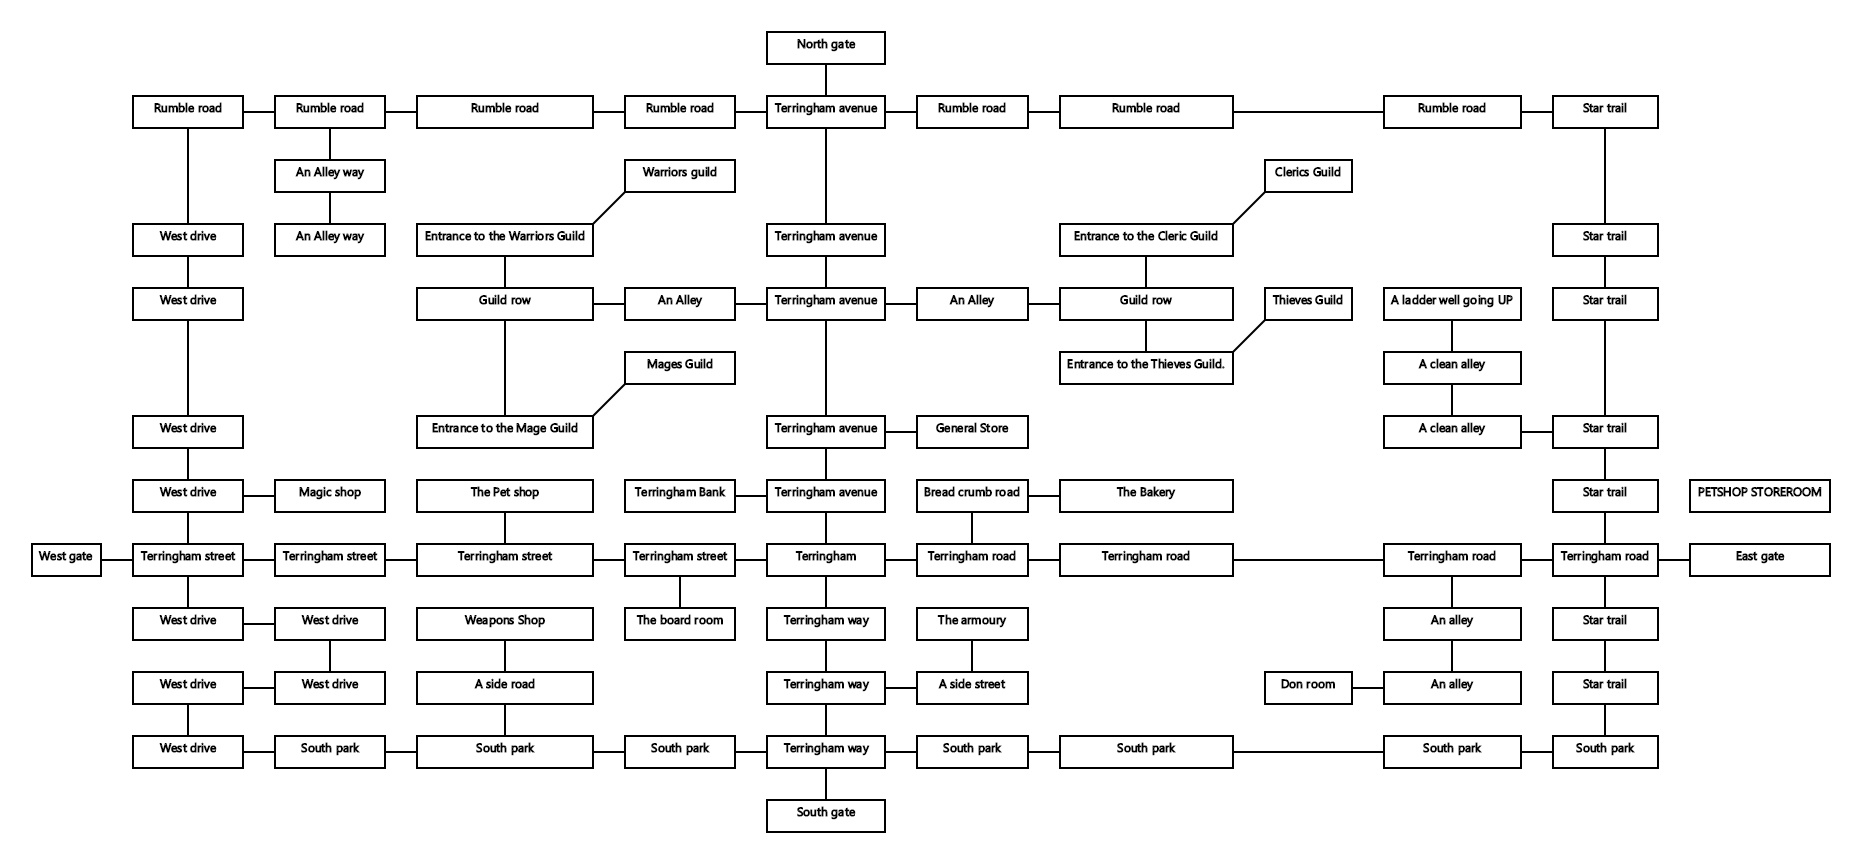 North gate
Rumble road
Rumble road
Rumble road
Rumble road
Terringham avenue
Rumble road
Rumble road
Rumble road
Star trail
An Alley way
Warriors guild
Clerics Guild
West drive
An Alley way
Entrance to the Warriors Guild
Terringham avenue
Entrance to the Cleric Guild
Star trail
West drive
Guild row
An Alley
Terringham avenue
An Alley
Guild row
Thieves Guild
A ladder well going UP
Star trail
Mages Guild
Entrance to the Thieves Guild.
A clean alley
West drive
Entrance to the Mage Guild
Terringham avenue
General Store
A clean alley
Star trail
West drive
Magic shop
The Pet shop
Terringham Bank
Terringham avenue
Bread crumb road
The Bakery
Star trail
PETSHOP STOREROOM
West gate
Terringham street
Terringham street
Terringham street
Terringham street
Terringham
Terringham road
Terringham road
Terringham road
Terringham road
East gate
West drive
West drive
Weapons Shop
The board room
Terringham way
The armoury
An alley
Star trail
West drive
West drive
A side road
Terringham way
A side street
Don room
An alley
Star trail
West drive
South park
South park
South park
Terringham way
South park
South park
South park
South park
South gate